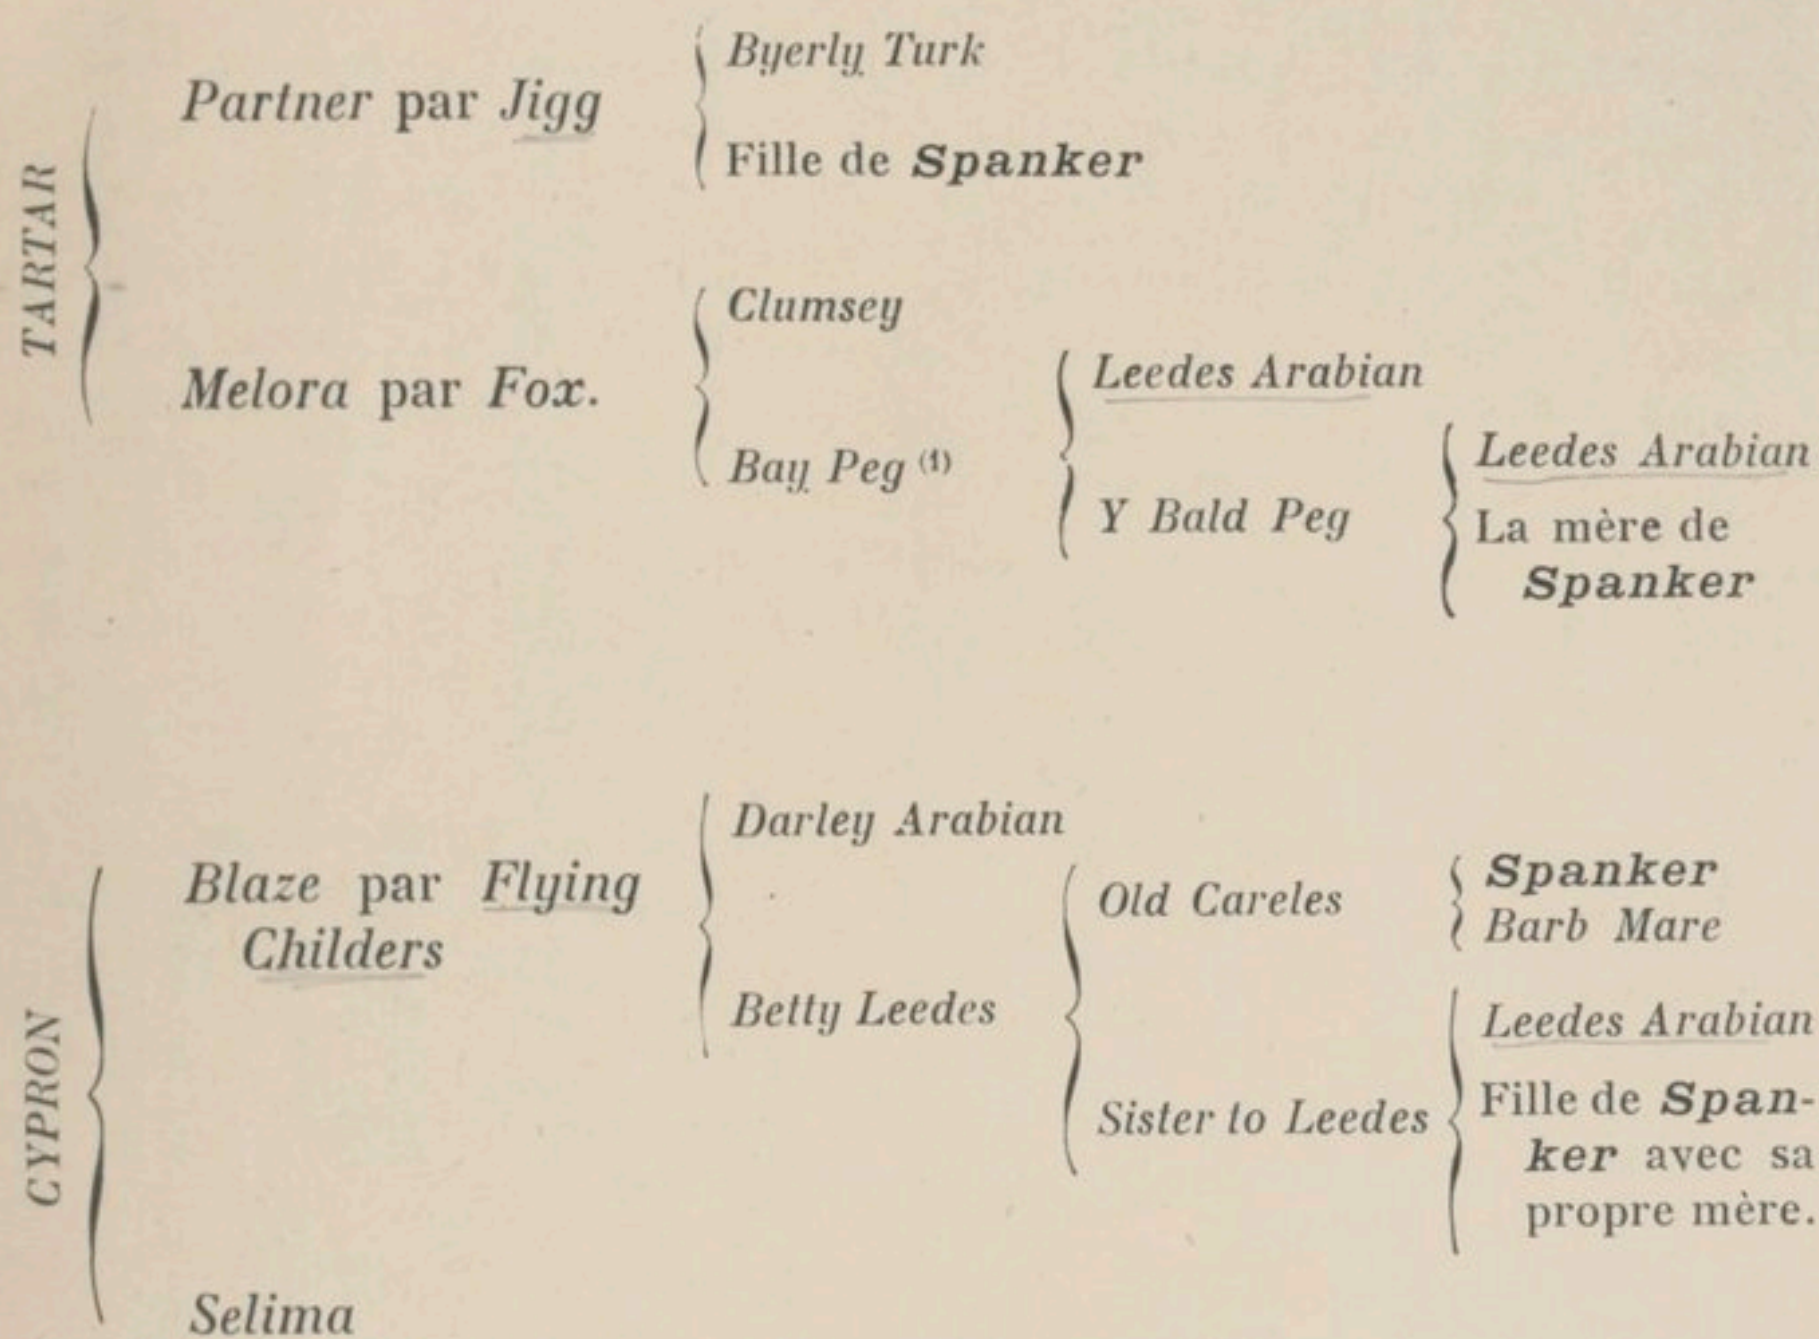 TARTAR
Partner par Jigg
Byerly Turk
Fille de Spanker
Melora par Fox.
Clumsey
Bay Peg (1)
Leedes Arabian
Y Bald Peg
Leedes Arabian
La mère de
Spanker
CYPRON
Blaze par Flying
Childers
Darley Arabian
Betty Leedes
Old Careles
Spanker
Barb Mare
Sister to Leedes
Leedes Arabian
Fille de Span-
ker avec sa
propre mère.
Selima